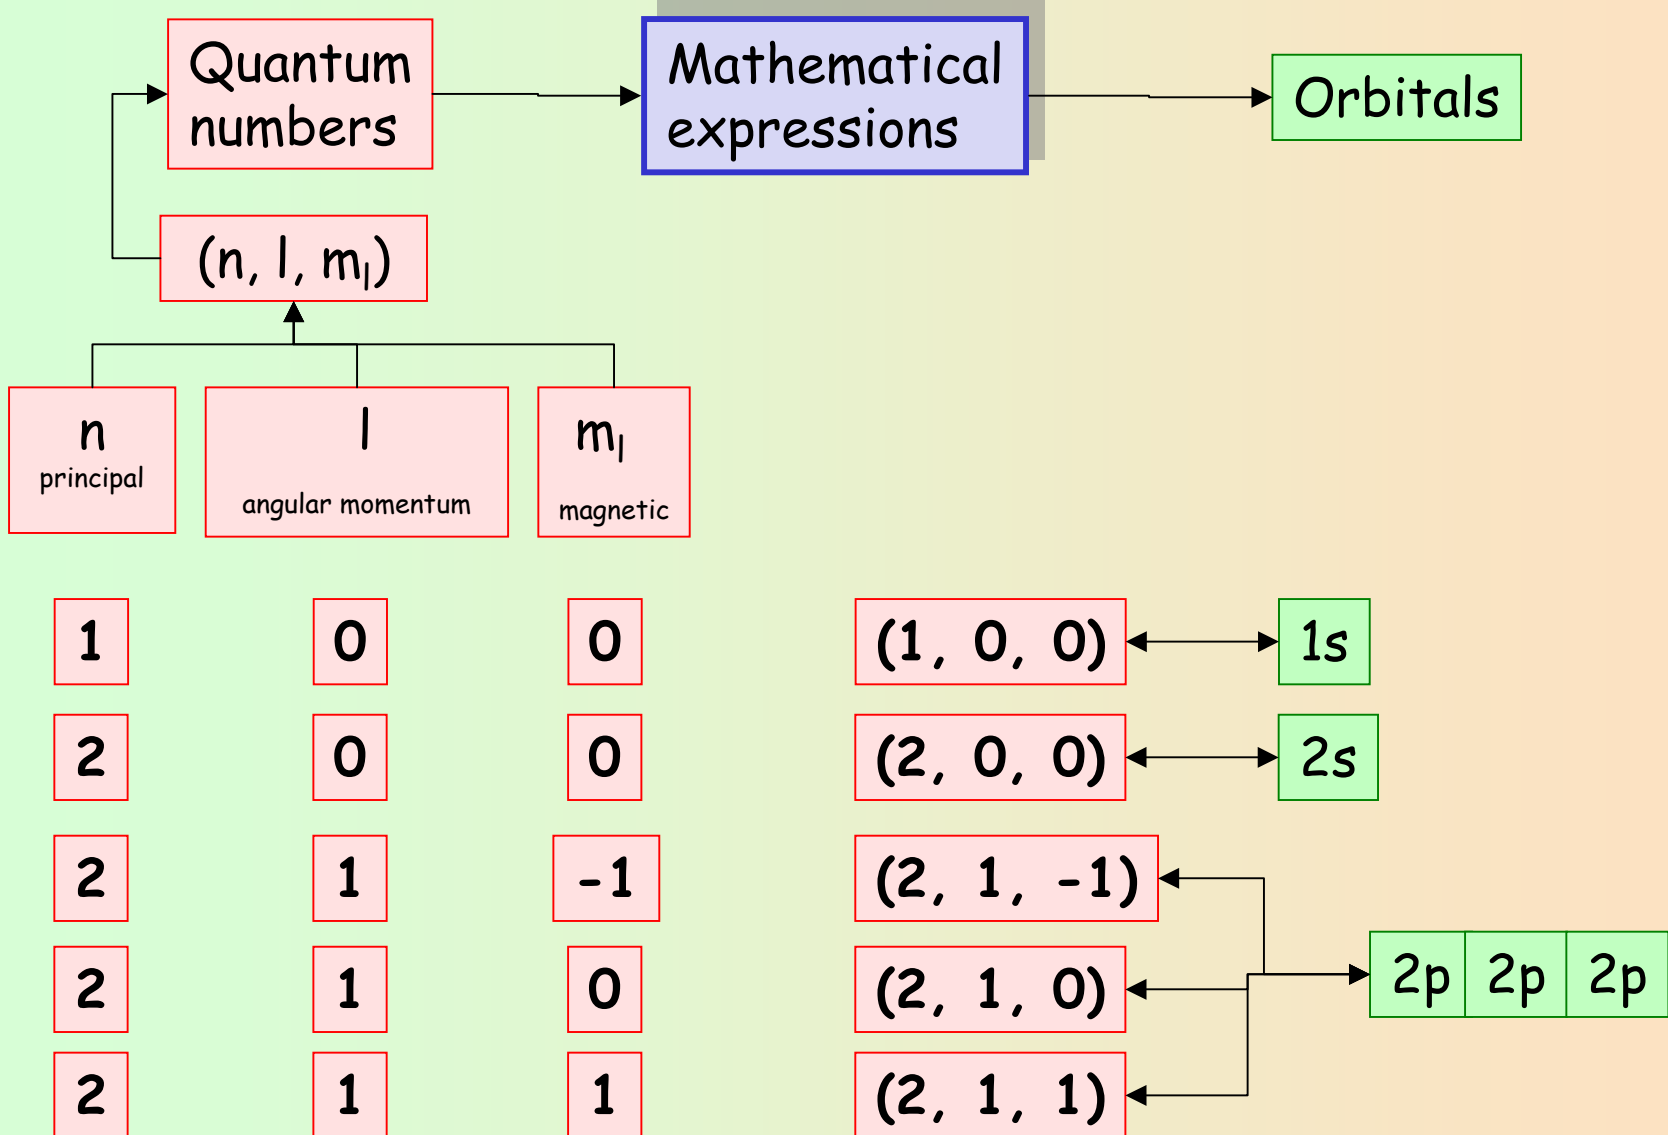 Quantum
numbers
Mathematical
expressions
Orbitals
(n, l, mₗ)
n
principal
l
angular momentum
mₗ
magnetic
1 0 0 (1, 0, 0) 1s
2 0 0 (2, 0, 0) 2s
2 1 -1 (2, 1, -1)
2p 2p 2p
2 1 0 (2, 1, 0)
2 1 1 (2, 1, 1)